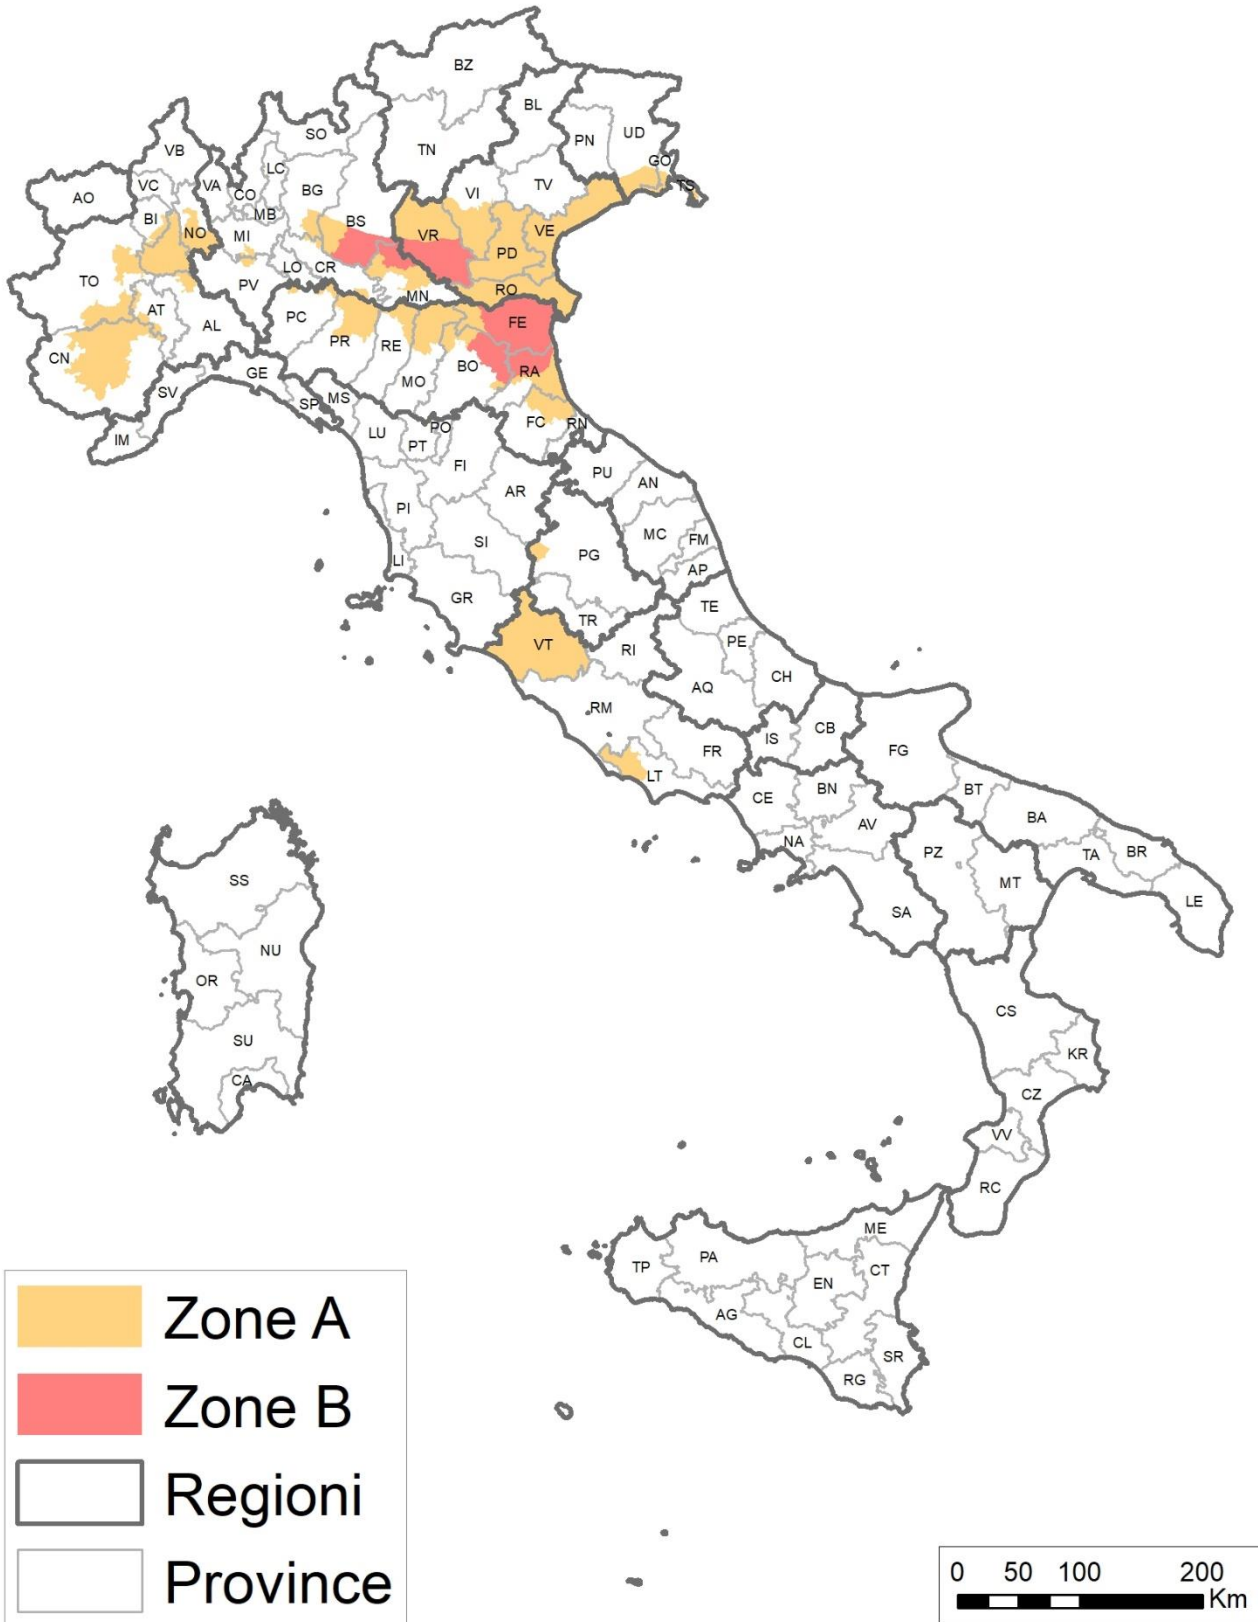 BZ
BL
UD
PN
SO
TN
VB
LC
GO
VC
VA
CO
BG
VI
TV
TS
AO
MB
BI
NO
MI
BS
VR
VE
PD
TO
LO
CR
PV
MN
RO
AT
PC
FE
AL
PR
RE
CN
MO
BO
RA
GE
SV
SP
MS
FC
RN
IM
LU
PT
PO
FI
PU
AN
AR
PI
MC
FM
SI
PG
LI
AP
GR
TR
TE
VT
RI
PE
CH
AQ
RM
IS
CB
FR
FG
LT
CE
BN
BT
BA
AV
NA
PZ
TA
BR
MT
LE
SA
SS
NU
OR
CS
SU
KR
CA
CZ
VV
RC
ME
PA
TP
CT
EN
AG
CL
SR
RG
Zone A
Zone B
Regioni
Province
0 50 100 200
Km